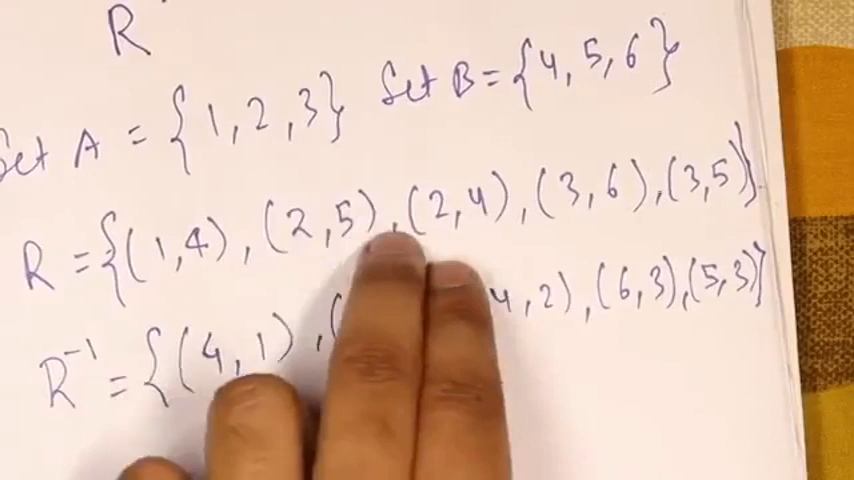 R
Set A = {1,2,3} Set B = {4,5,6}
R = {(1,4), (2,5), (2,4), (3,6), (3,5)}
R⁻¹ = {(4,1), ( 4,2), (6,3), (5,3)}